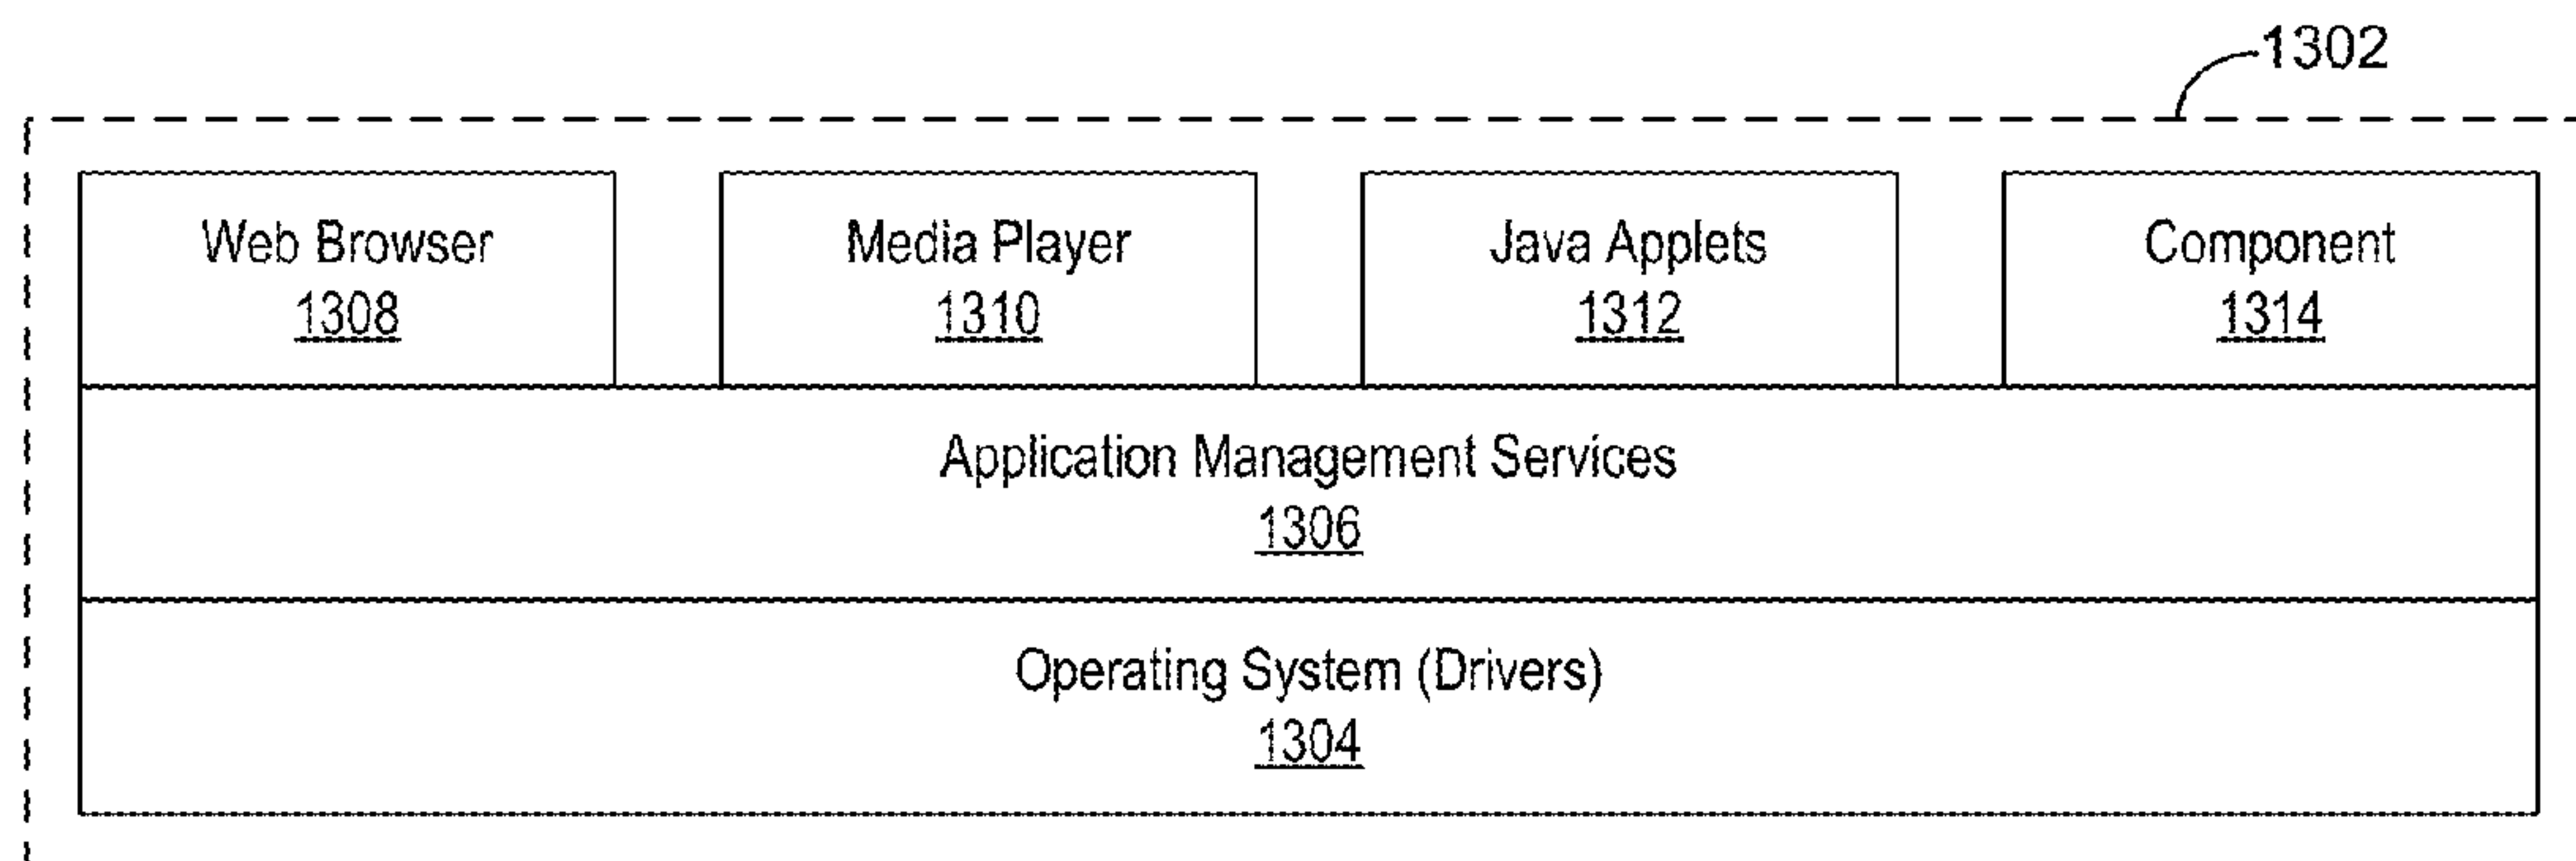 1302
Web Browser
1308
Media Player
1310
Java Applets
1312
Component
1314
Application Management Services
1306
Operating System (Drivers)
1304